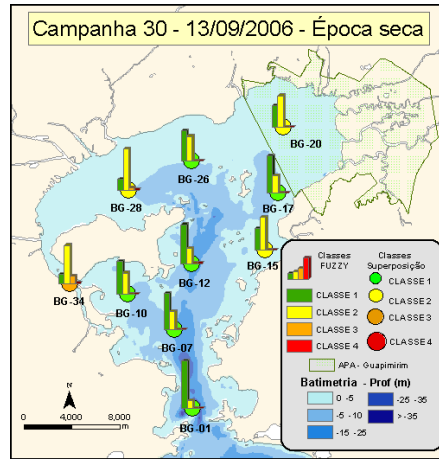 Campanha 30 - 13/09/2006 - Época seca
BG-20
BG-26
BG-28
BG-17
BG-15
BG-12
BG-34
BG-10
BG-07
BG-01
N
0 4,000 8,000
m
Classes FUZZY
CLASSE 1
CLASSE 2
CLASSE 3
CLASSE 4
Classes Superposição
CLASSE 1
CLASSE 2
CLASSE 3
CLASSE 4
APA - Guapimirim
Batimetria - Prof (m)
0 -5
-5 -10
-15 -25
-25 -35
>-35